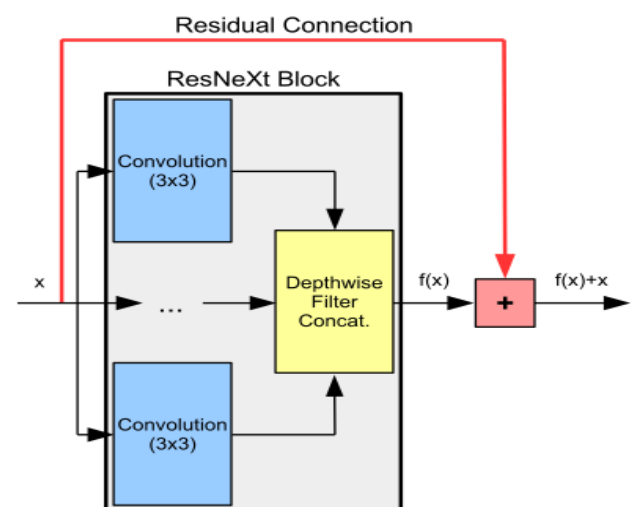 Residual Connection
ResNeXt Block
Convolution
(3x3)
x
...
Depthwise
Filter
Concat.
f(x)
+
f(x)+x
Convolution
(3x3)